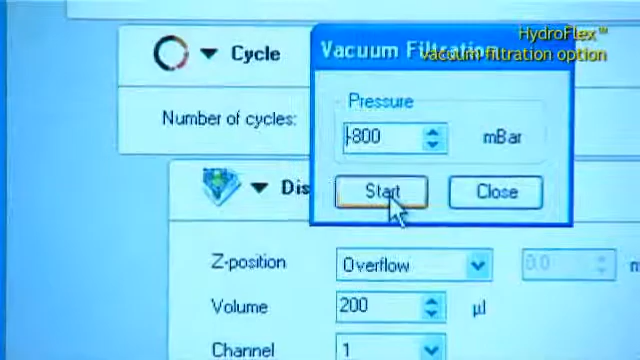 HydroFlex™
vacuum filtration option
Vacuum Filtration
Cycle
Pressure
Number of cycles:
-800
mBar
Start
Close
Z-position
Overflow
0.0
Volume
200
µl
Channel
1